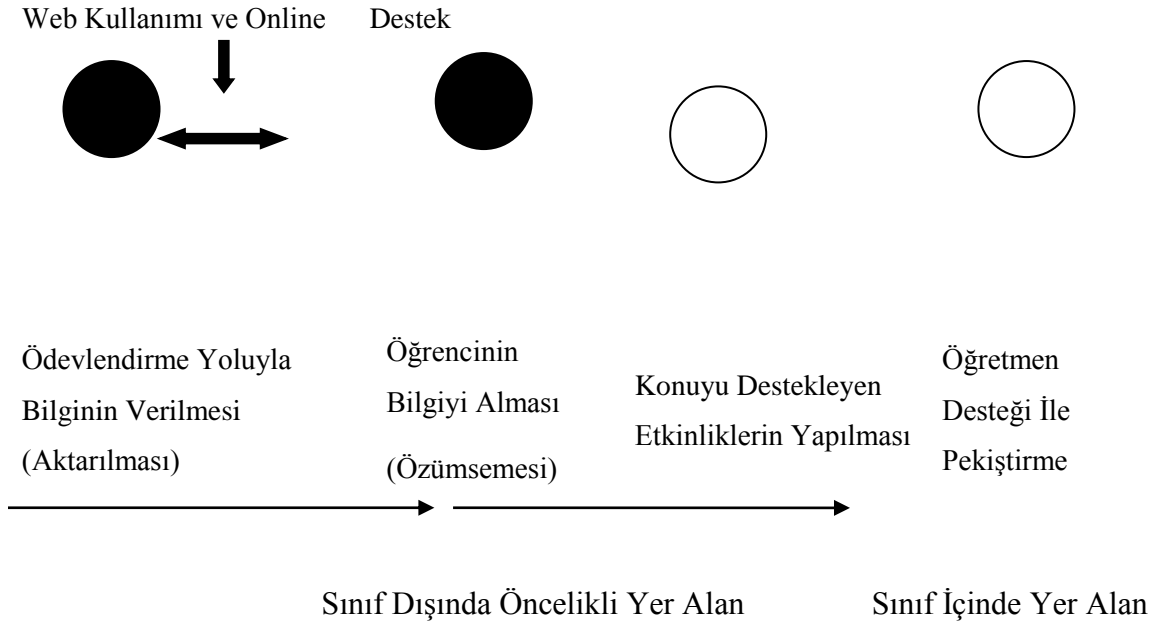 Web Kullanımı ve Online Destek
Ödevlendirme Yoluyla
Bilginin Verilmesi
(Aktarılması)
Öğrencinin
Bilgiyi Alması
(Özümsemesi)
Konuyu Destekleyen
Etkinliklerin Yapılması
Öğretmen
Desteği İle
Pekiştirme
Sınıf Dışında Öncelikli Yer Alan
Sınıf İçinde Yer Alan